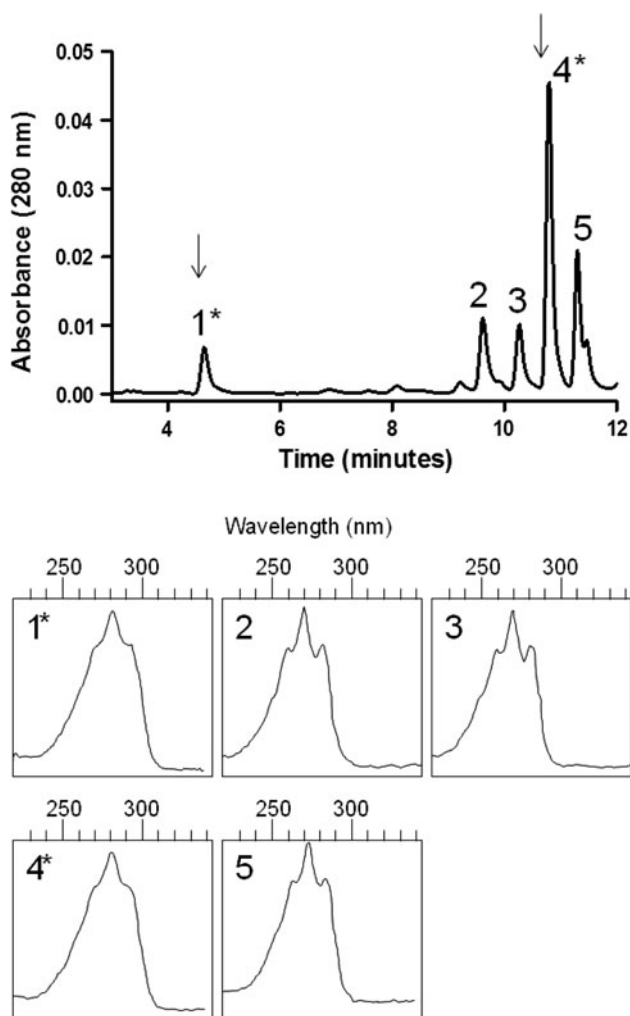 4*
0.05
0.04
0.03
0.02
0.01
0.00
Absorbance (280 nm)
1*
2
3
5
4 6 8 10 12
Time (minutes)
Wavelength (nm)
250 300 250 300 250 300
1* 2 3
250 300 250 300
4* 5